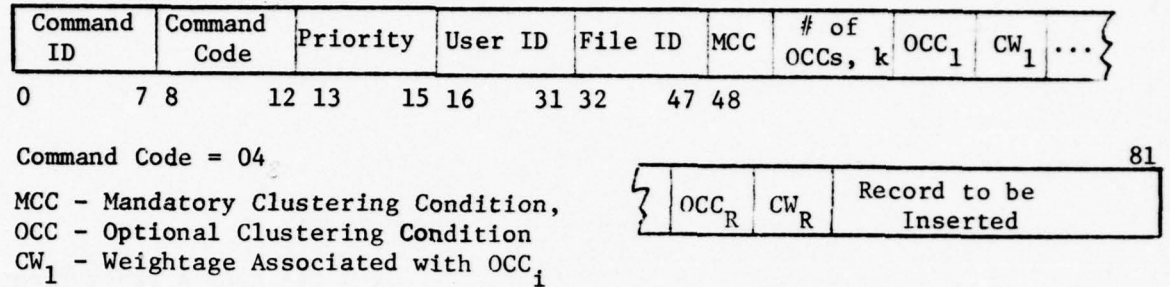 Command ID Command Code Priority User ID File ID MCC # of OCCs, k OCC1 CW1 ...
0 7 8 12 13 15 16 31 32 47 48
Command Code = 04
81
MCC - Mandatory Clustering Condition,
OCC - Optional Clustering Condition
CW1 - Weightage Associated with OCCi
OCCR CWR Record to be Inserted